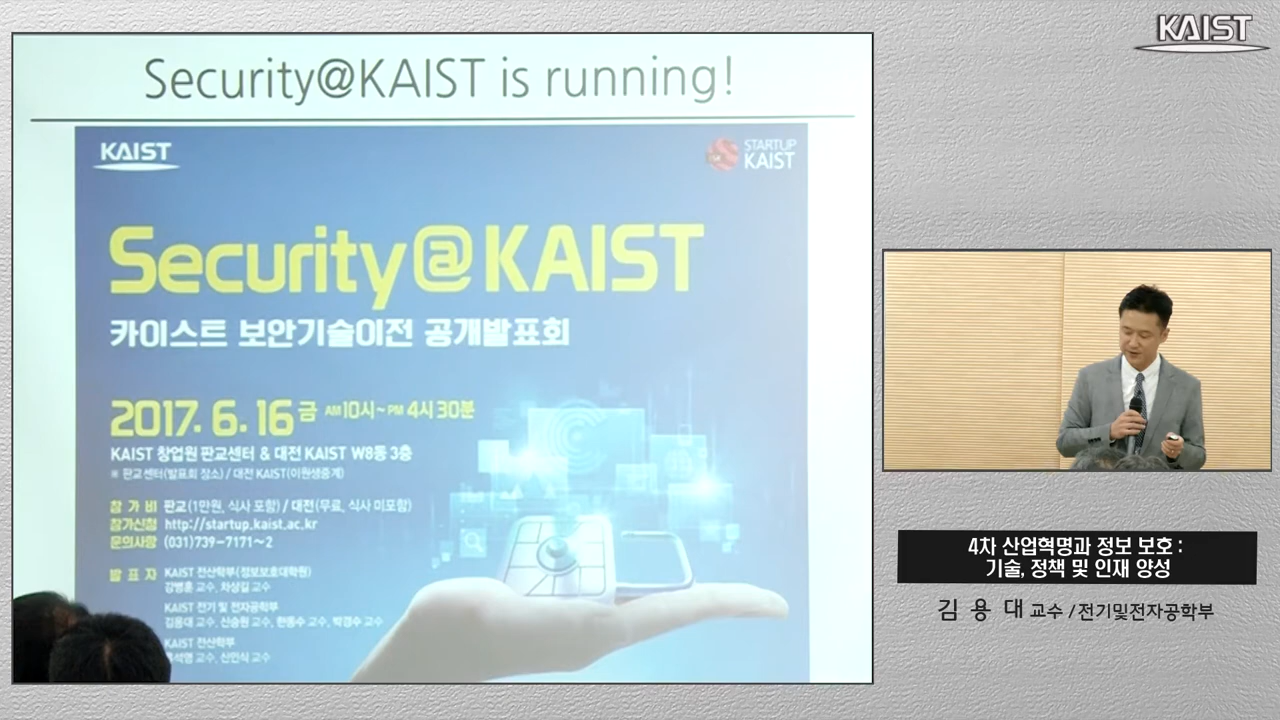 KAIST
Security@KAIST is running!
KAIST
STARTUP
KAIST
Security@KAIST
카이스트 보안기술이전 공개발표회
2017. 6. 16 금 AM 10시~ PM 4시 30분
KAIST 창업원 판교센터 & 대전 KAIST W8동 3층
※ 판교센터(발표회 장소) / 대전 KAIST(이원생중계)
참 가 비 판교(1만원, 식사 포함) / 대전(무료, 식사 미포함)
참가신청 http://startup.kaist.ac.kr
문의사항 (031)739-7171~2
발 표 자 KAIST 전산학부(정보보호대학원)
강병훈 교수, 차상길 교수
KAIST 전기 및 전자공학부
김용대 교수, 신승원 교수, 한동수 교수, 박경수 교수
KAIST 전산학부
교수, 신인식 교수
4차 산업혁명과 정보 보호 :
기술, 정책 및 인재 양성
김 용 대 교수 / 전기및전자공학부